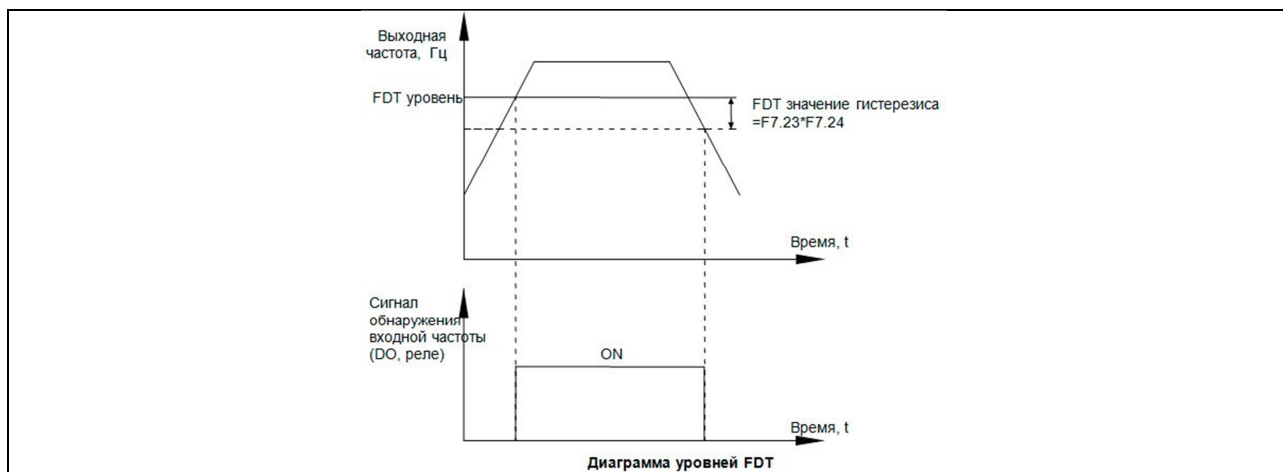 Выходная
частота, Гц
FDT уровень
FDT значение гистерезиса
=F7.23*F7.24
Время, t
Сигнал
обнаружения
входной частоты
(DO, реле)
ON
Время, t
Диаграмма уровней FDT